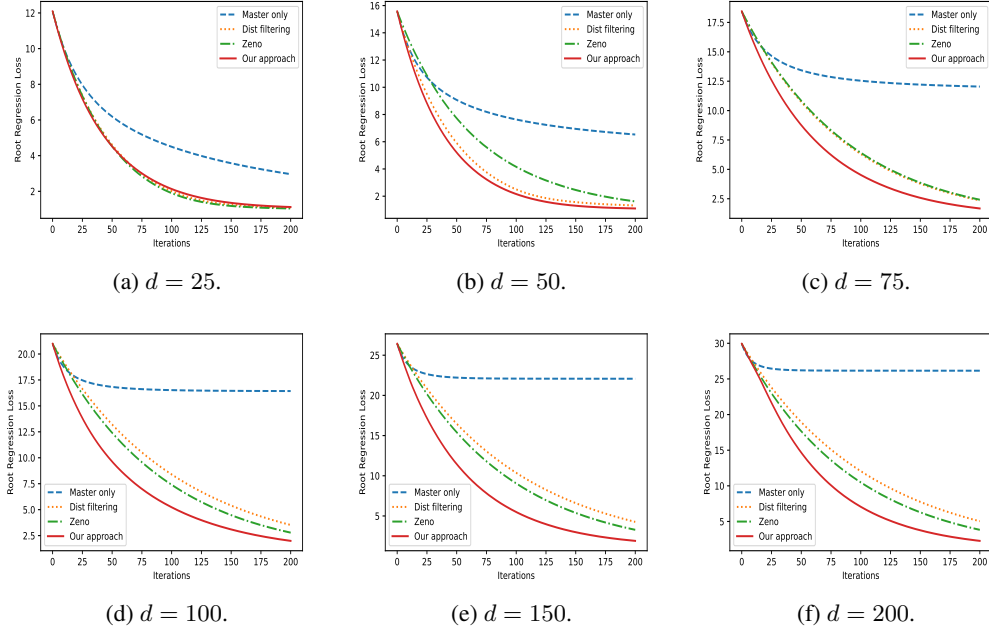 Root Regression Loss
12
10
8
6
4
2
0 25 50 75 100 125 150 175 200
Iterations
Master only
Dist filtering
Zeno
Our approach
(a) d = 25.
Root Regression Loss
16
14
12
10
8
6
4
2
0 25 50 75 100 125 150 175 200
Iterations
Master only
Dist filtering
Zeno
Our approach
(b) d = 50.
Root Regression Loss
17.5
15.0
12.5
10.0
7.5
5.0
2.5
0 25 50 75 100 125 150 175 200
Iterations
Master only
Dist filtering
Zeno
Our approach
(c) d = 75.
Root Regression Loss
20.0
17.5
15.0
12.5
10.0
7.5
5.0
2.5
Master only
Dist filtering
Zeno
Our approach
0 25 50 75 100 125 150 175 200
Iterations
(d) d = 100.
Root Regression Loss
25
20
15
10
5
Master only
Dist filtering
Zeno
Our approach
0 25 50 75 100 125 150 175 200
Iterations
(e) d = 150.
Root Regression Loss
30
25
20
15
10
5
Master only
Dist filtering
Zeno
Our approach
0 25 50 75 100 125 150 175 200
Iterations
(f) d = 200.